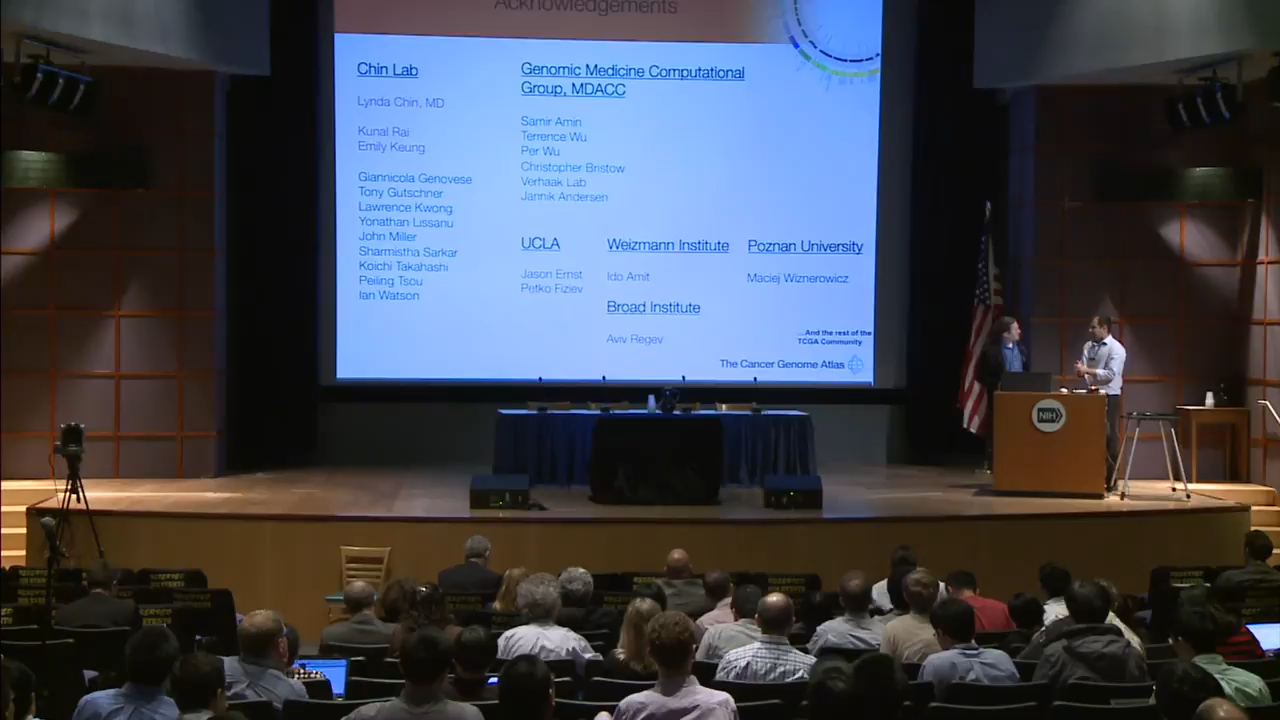 Acknowledgements
Chin Lab
Lynda Chin, MD
Kunal Rai
Emily Keung
Giannicola Genovese
Tony Gutschner
Lawrence Kwong
Yonathan Lissanu
John Miller
Sharmistha Sarkar
Koichi Takahashi
Peiling Tsou
Ian Watson
Genomic Medicine Computational
Group, MDACC
Samir Amin
Terrence Wu
Per Wu
Christopher Bristow
Verhaak Lab
Jannik Andersen
UCLA
Jason Ernst
Petko Fiziev
Weizmann Institute
Ido Amit
Broad Institute
Aviv Regev
Poznan University
Maciej Wiznerowicz
...And the rest of the
TCGA Community
The Cancer Genome Atlas
NIH
RESERVED